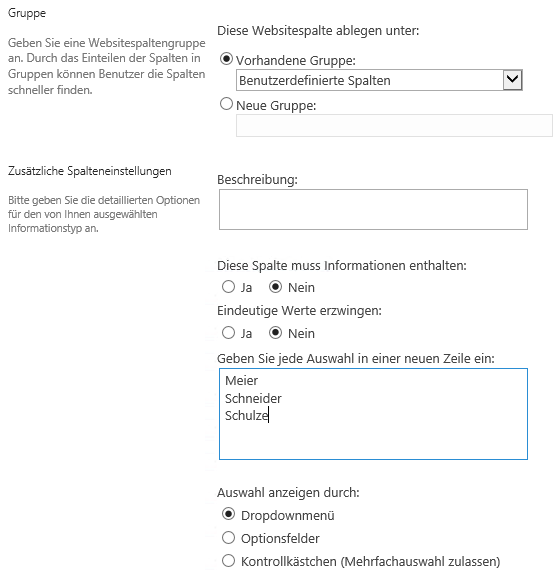 Gruppe
Geben Sie eine Websitespaltengruppe
an. Durch das Einteilen der Spalten in
Gruppen können Benutzer die Spalten
schneller finden.
Diese Websitespalte ablegen unter:
Vorhandene Gruppe:
Benutzerdefinierte Spalten
Neue Gruppe:
Zusätzliche Spalteneinstellungen
Bitte geben Sie die detaillierten Optionen
für den von Ihnen ausgewählten
Informationstyp an.
Beschreibung:
Diese Spalte muss Informationen enthalten:
Ja Nein
Eindeutige Werte erzwingen:
Ja Nein
Geben Sie jede Auswahl in einer neuen Zeile ein:
Meier
Schneider
Schulze
Auswahl anzeigen durch:
Dropdownmenü
Optionsfelder
Kontrollkästchen (Mehrfachauswahl zulassen)